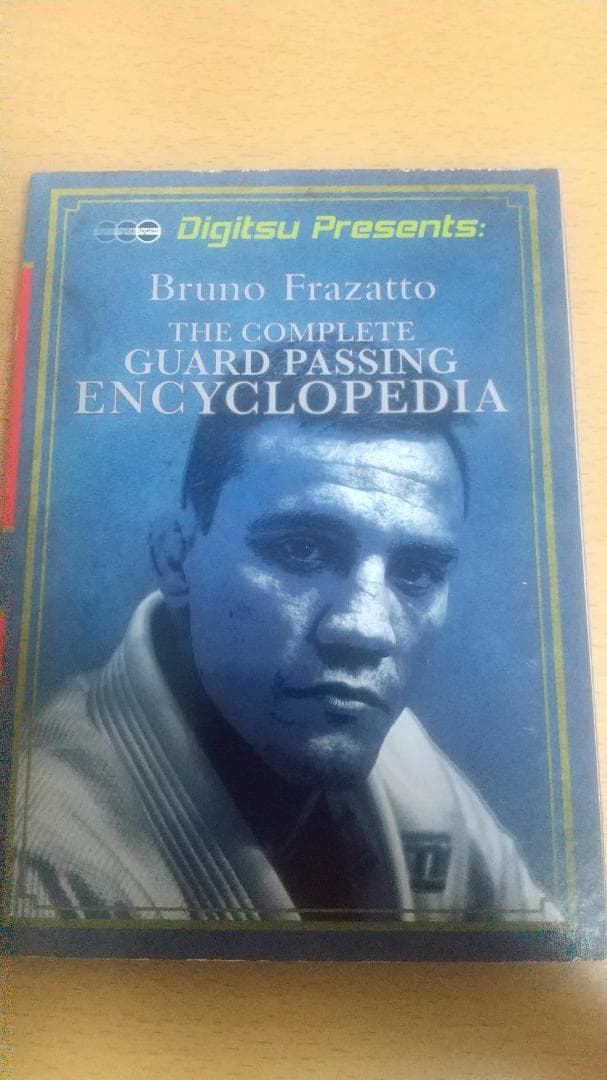 Digitsu Presents:
Bruno Frazatto
THE COMPLETE
GUARD PASSING
ENCYCLOPEDIA